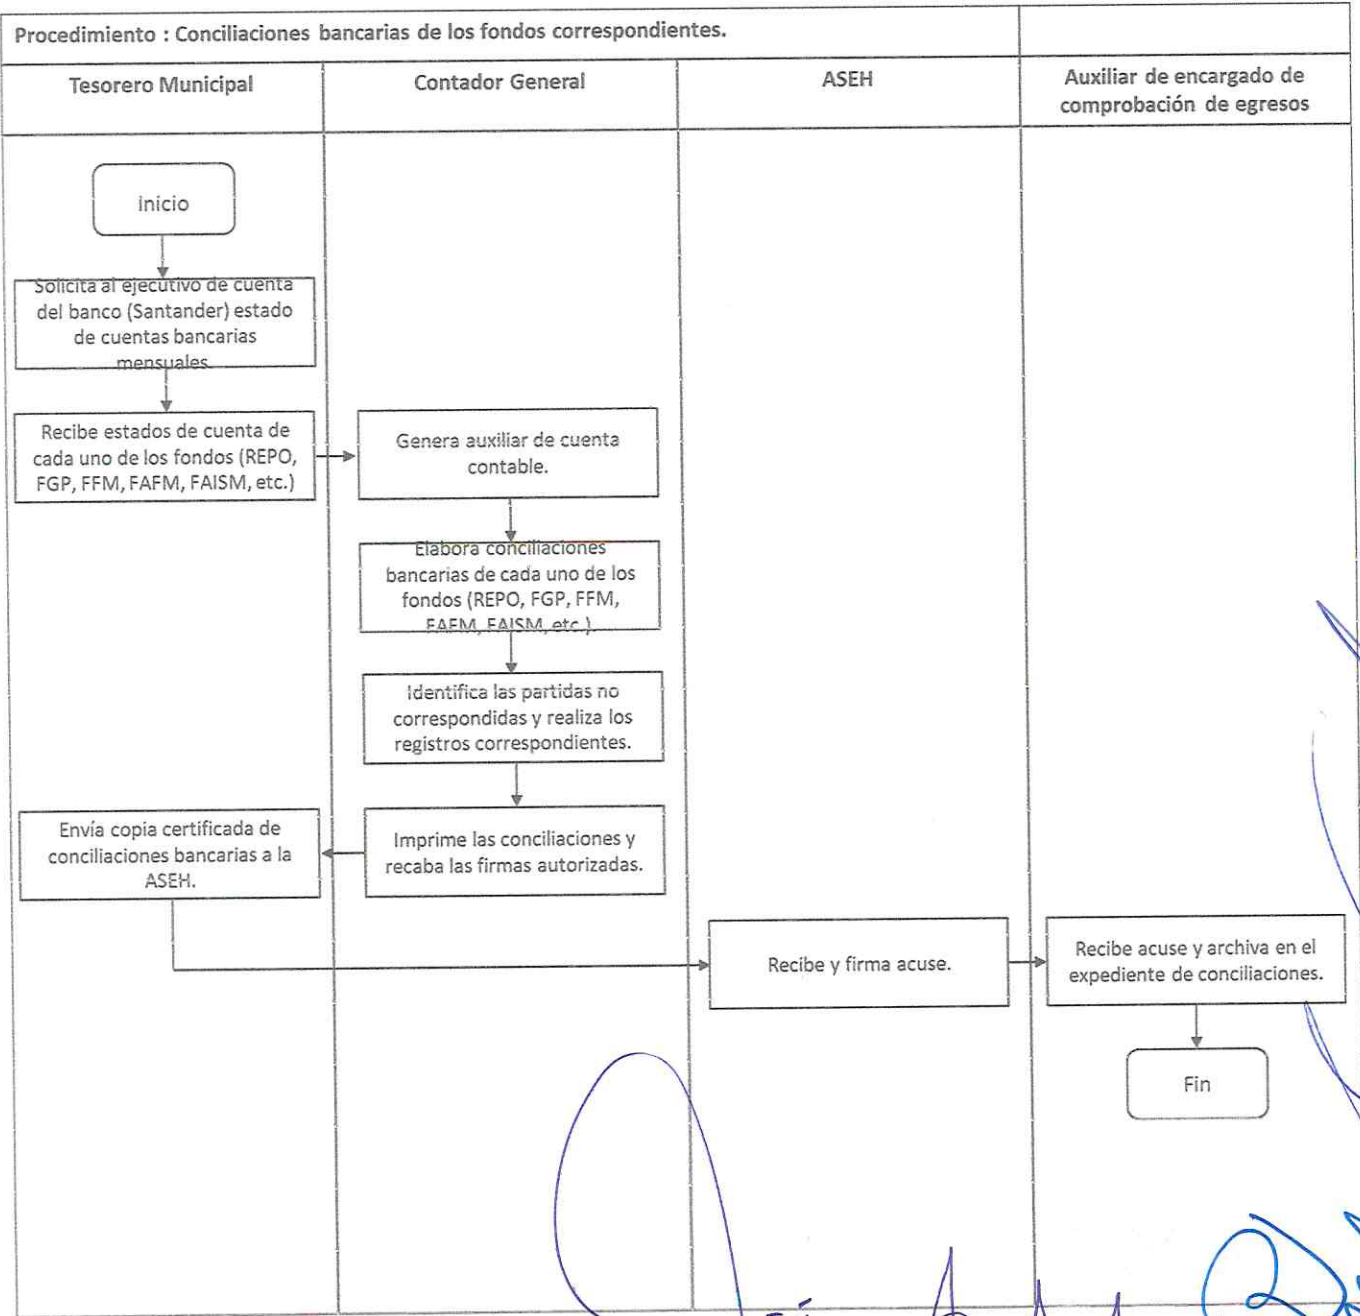 Procedimiento : Conciliaciones bancarias de los fondos correspondientes.
Tesorero Municipal
Contador General
ASEH
Auxiliar de encargado de
comprobación de egresos
inicio
Solicita al ejecutivo de cuenta
del banco (Santander) estado
de cuentas bancarias
mensuales.
Recibe estados de cuenta de
cada uno de los fondos (REPO,
FGP, FFM, FAFM, FAISM, etc.)
Genera auxiliar de cuenta
contable.
Elabora conciliaciones
bancarias de cada uno de los
fondos (REPO, FGP, FFM,
FAFM, FAISM, etc.).
Identifica las partidas no
correspondidas y realiza los
registros correspondientes.
Imprime las conciliaciones y
recaba las firmas autorizadas.
Envía copia certificada de
conciliaciones bancarias a la
ASEH.
Recibe y firma acuse.
Recibe acuse y archiva en el
expediente de conciliaciones.
Fin